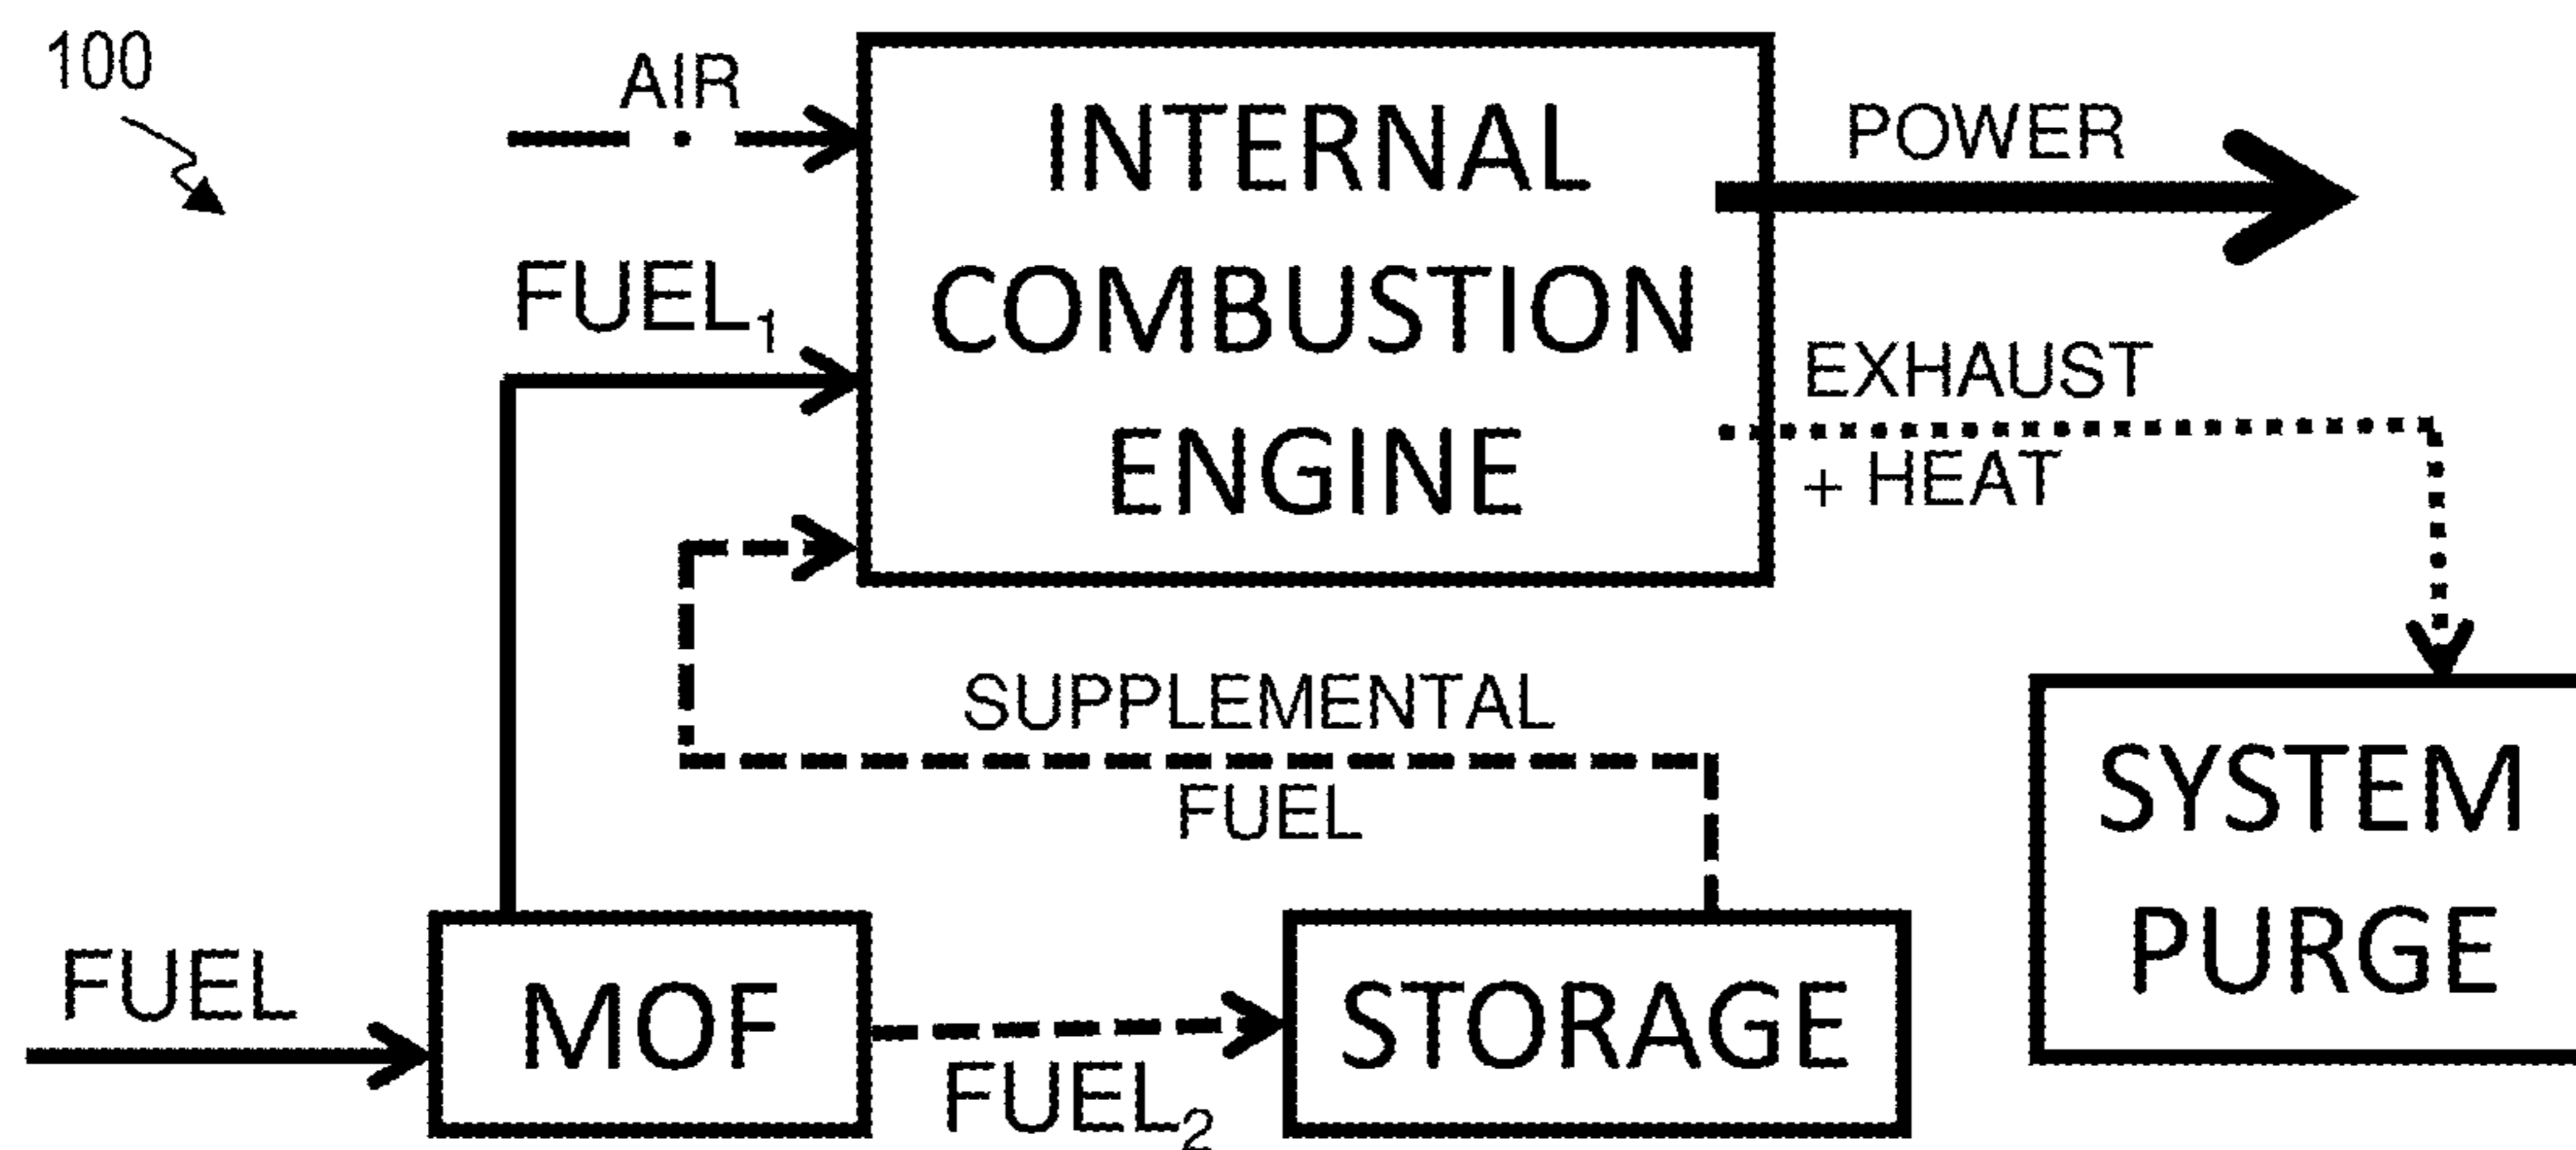 100
AIR
INTERNAL
COMBUSTION
ENGINE
POWER
FUEL₁
EXHAUST
+ HEAT
SUPPLEMENTAL
FUEL
SYSTEM
PURGE
FUEL
MOF
FUEL₂
STORAGE